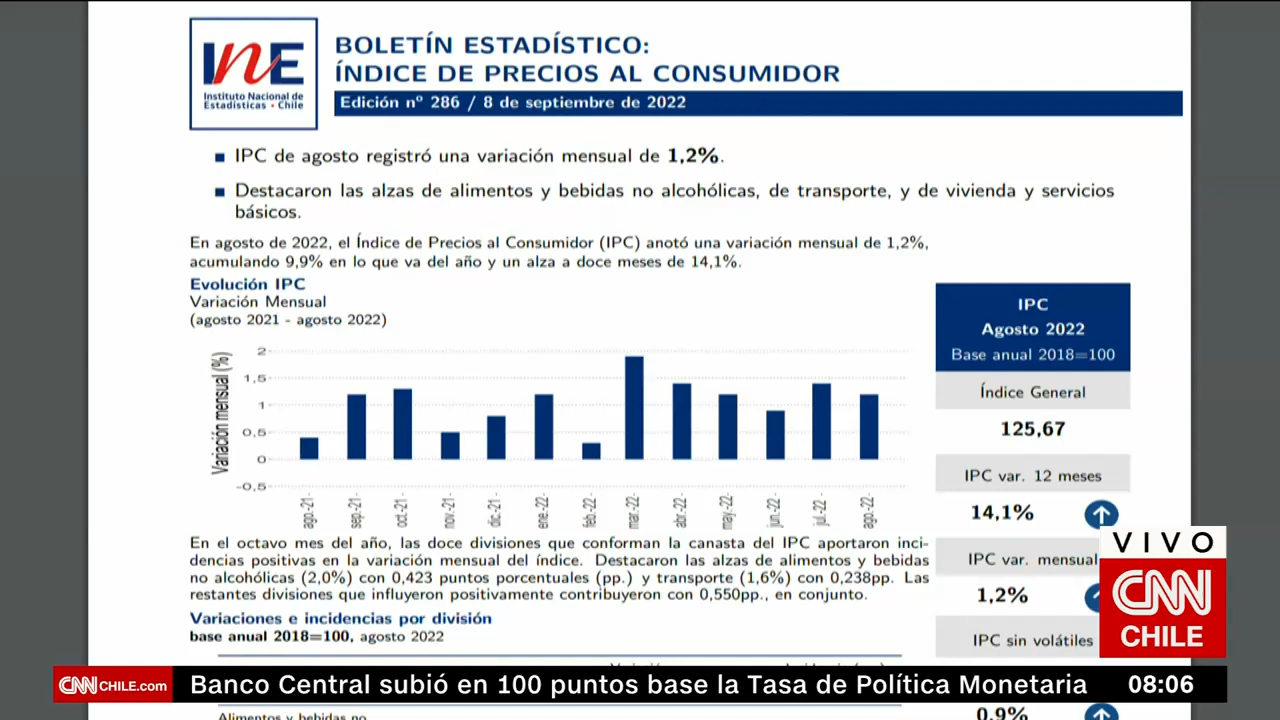 INE
Instituto Nacional de
Estadísticas • Chile
BOLETÍN ESTADÍSTICO:
ÍNDICE DE PRECIOS AL CONSUMIDOR
Edición nº 286 / 8 de septiembre de 2022
IPC de agosto registró una variación mensual de 1,2%.
Destacaron las alzas de alimentos y bebidas no alcohólicas, de transporte, y de vivienda y servicios
básicos.
En agosto de 2022, el Índice de Precios al Consumidor (IPC) anotó una variación mensual de 1,2%,
acumulando 9,9% en lo que va del año y un alza a doce meses de 14,1%.
Evolución IPC
Variación Mensual
(agosto 2021 - agosto 2022)
Variación mensual (%)
2
1,5
1
0,5
0
-0,5
ago.-21
sep.-21
oct.-21
nov.-21
dic.-21
ene.-22
feb.-22
mar.-22
abr.-22
may.-22
jun.-22
jul.-22
ago.-22
En el octavo mes del año, las doce divisiones que conforman la canasta del IPC aportaron inci-
dencias positivas en la variación mensual del índice. Destacaron las alzas de alimentos y bebidas
no alcohólicas (2,0%) con 0,423 puntos porcentuales (pp.) y transporte (1,6%) con 0,238pp. Las
restantes divisiones que influyeron positivamente contribuyeron con 0,550pp., en conjunto.
Variaciones e incidencias por división
base anual 2018=100, agosto 2022
Alimentos y bebidas no
IPC
Agosto 2022
Base anual 2018=100
Índice General
125,67
IPC var. 12 meses
14,1%
IPC var. mensual
1,2%
IPC sin volátiles
0,9%
VIVO
CNN
CHILE
CNNCHILE.com
Banco Central subió en 100 puntos base la Tasa de Política Monetaria
08:06